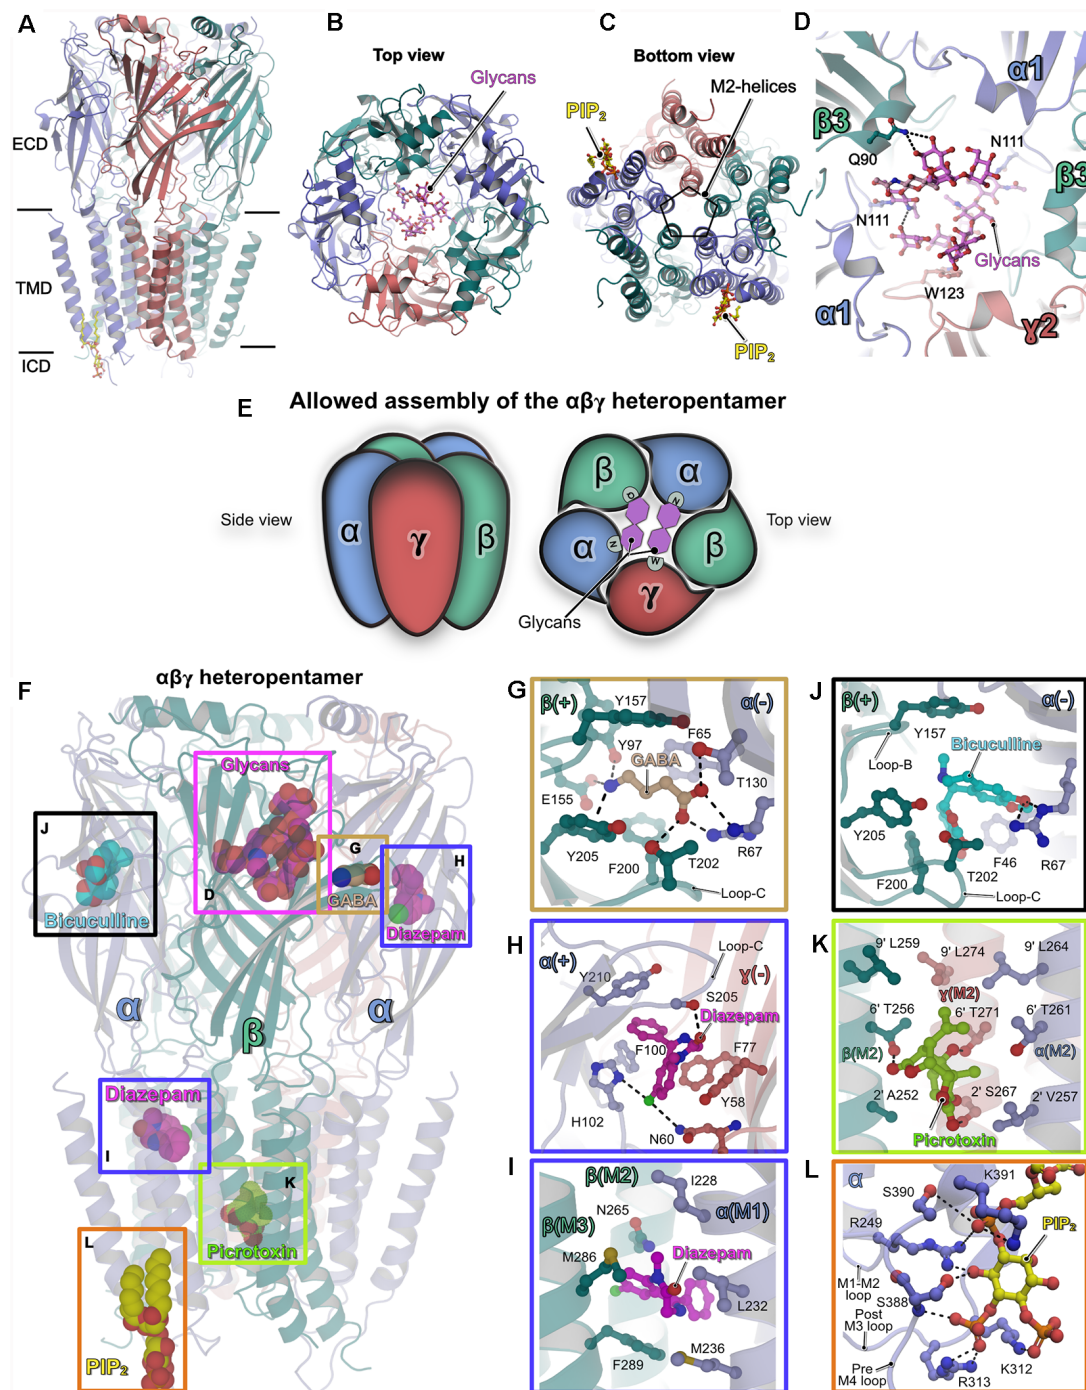 A
ECD
TMD
ICD
B
Top view
Glycans
C
Bottom view
M2-helices
PIP2
PIP2
D
α1
β3
N111
Q90
β3
N111
Glycans
W123
α1
γ2
E
Allowed assembly of the αβγ heteropentamer
Side view
α
γ
β
β
α
Q
N
Top view
α
N
β
W
γ
Glycans
F
αβγ heteropentamer
Glycans
J
G
H
D
GABA
Bicuculline
Diazepam
α
β
α
Diazepam
I
K
Picrotoxin
L
PIP2
G
β(+)
Y157
α(-)
F65
Y97
GABA
T130
E155
Y205
F200
T202
R67
Loop-C
H
α(+)
Loop-C
Y210
γ(-)
S205
Diazepam
F100
F77
Y58
H102
N60
I
β(M2)
I228
N265
α(M1)
β(M3)
M286
Diazepam
L232
M236
F289
J
β(+)
α(-)
Y157
Bicuculline
Loop-B
Y205
F46
R67
T202
F200
Loop-C
K
9' L259
9' L274
9' L264
γ(M2)
6' T256
6' T271
6' T261
β(M2)
α(M2)
2' A252
2' S267
2' V257
Picrotoxin
L
α
K391
S390
PIP2
R249
M1-M2
loop
S388
Post
M3 loop
K312
Pre
M4 loop
R313